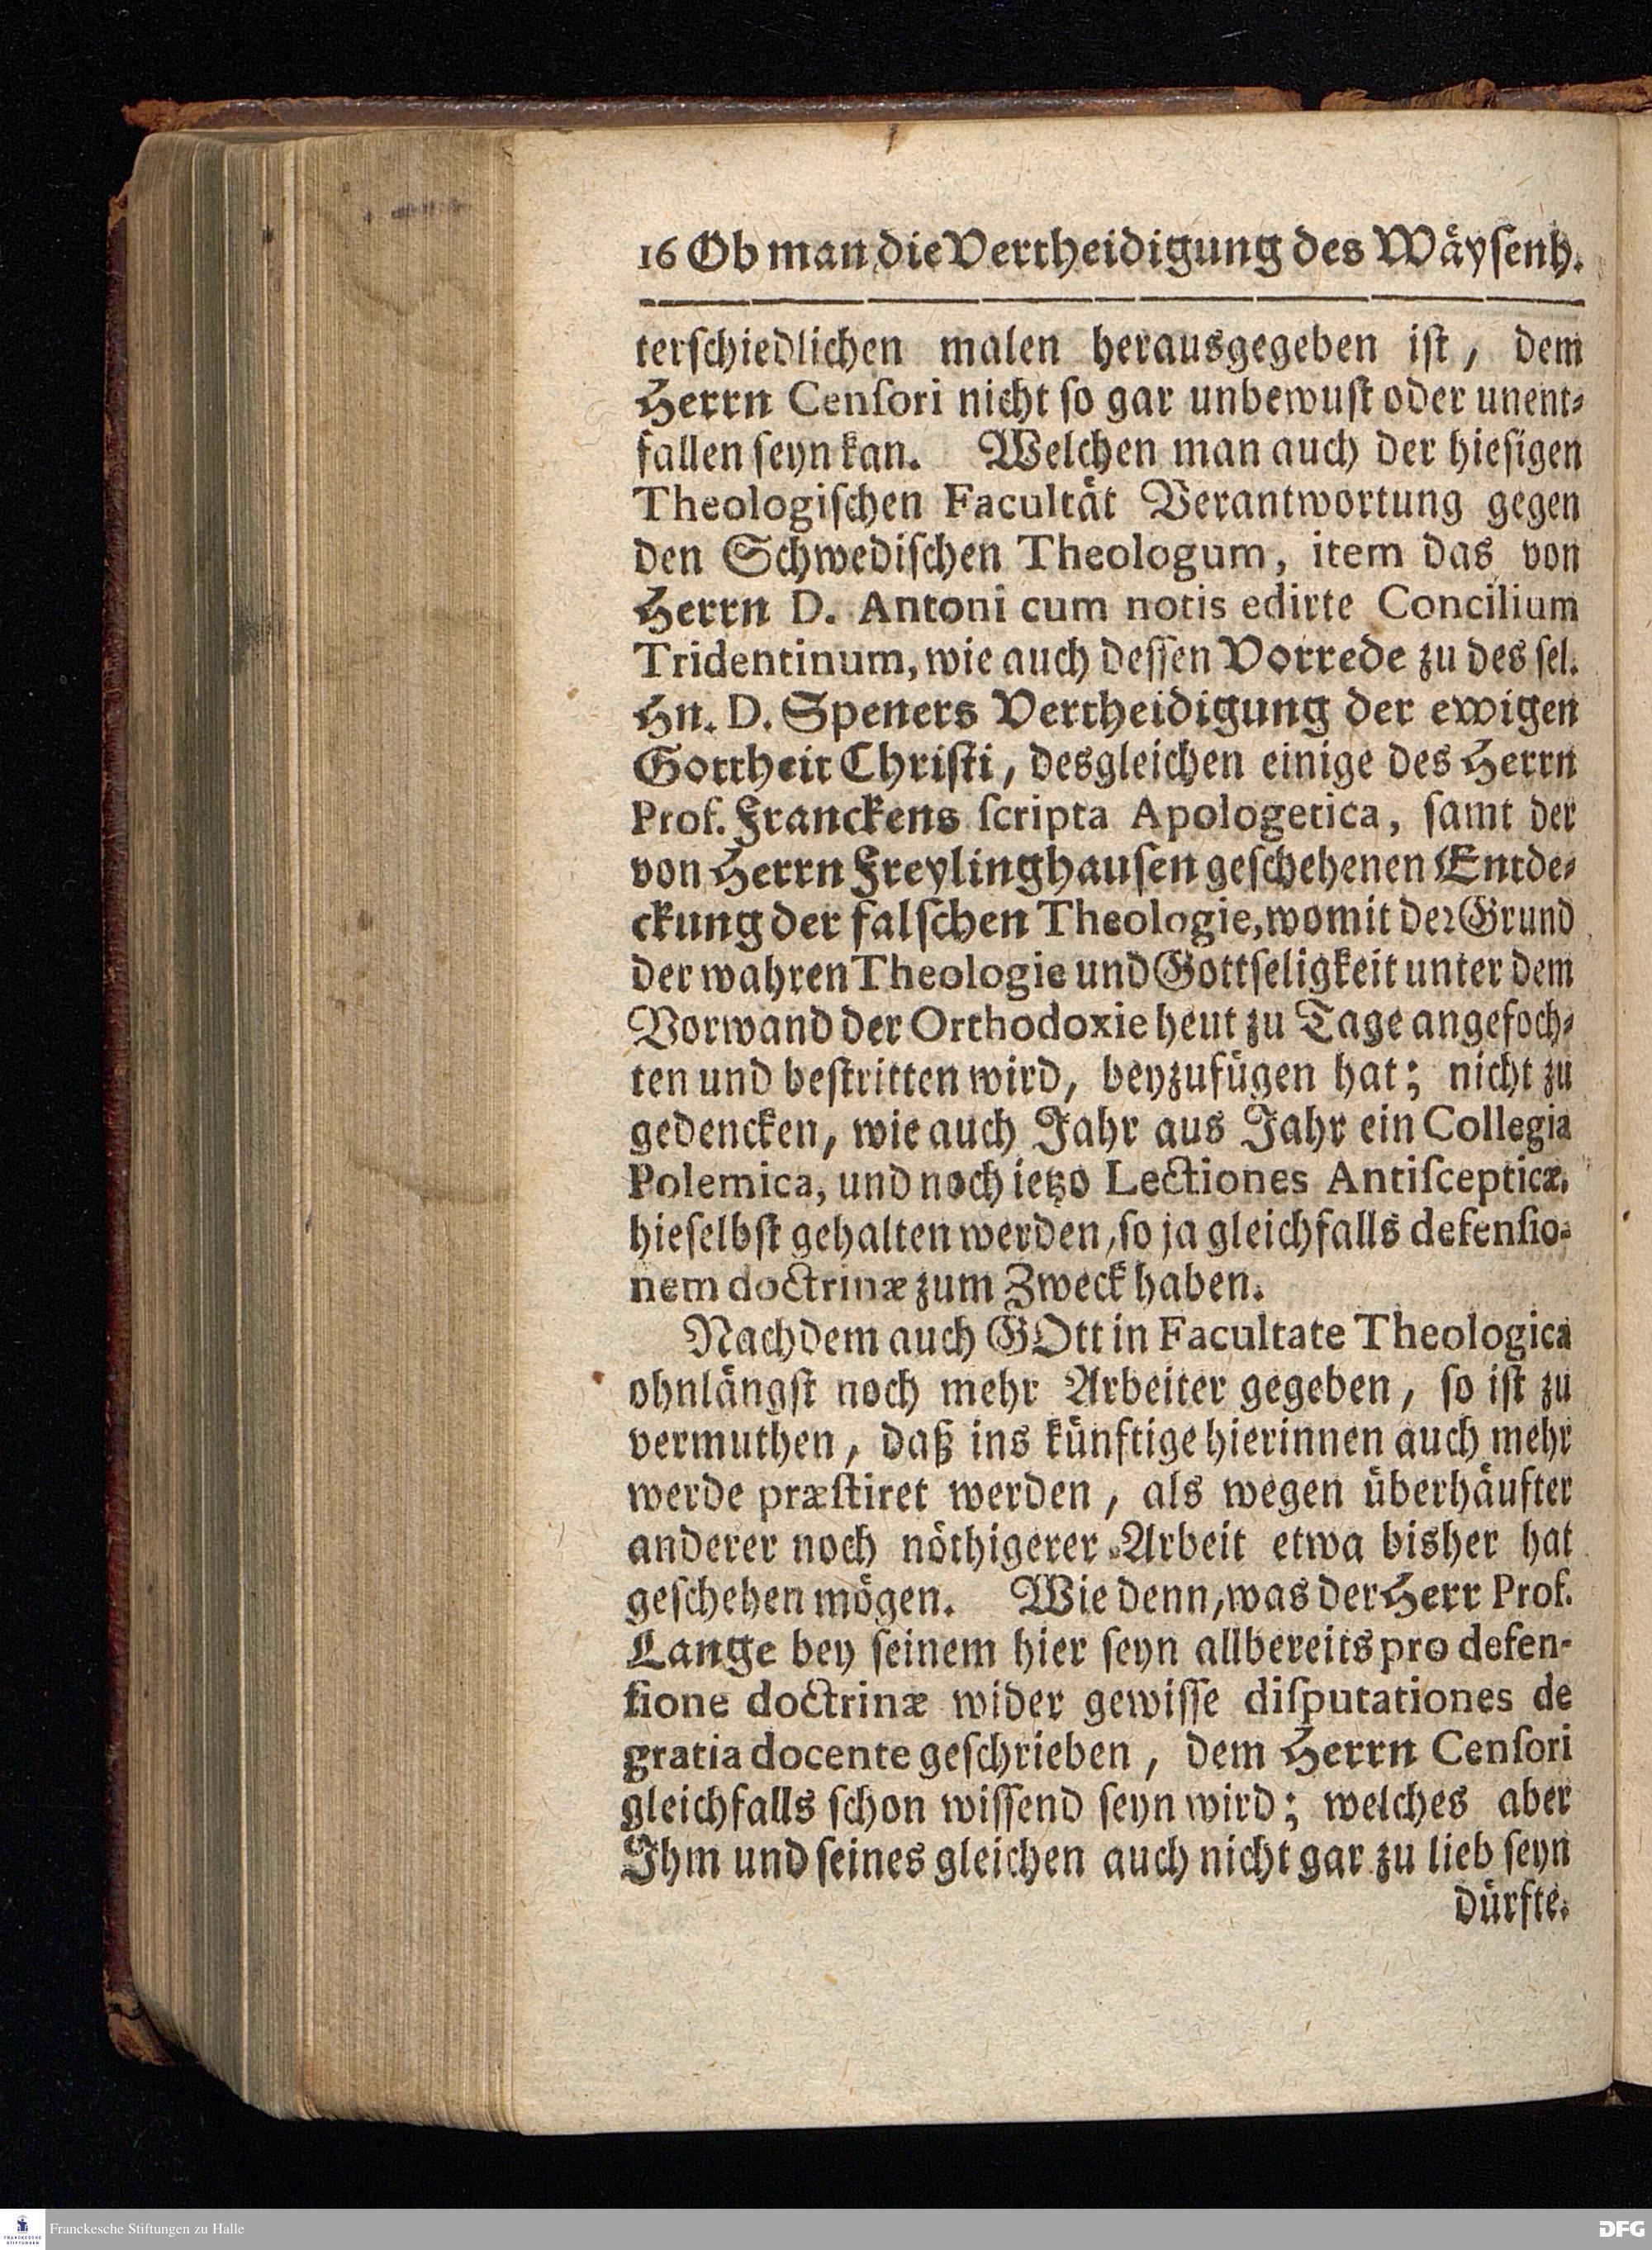 16 Ob man die Vertheidigung des Wäysenh.
terschiedlichen malen herausgegeben ist, dem
Herrn Censori nicht so gar unbewust oder unent-
fallen seyn kan. Welchen man auch der hiesigen
Theologischen Facultät Verantwortung gegen
den Schwedischen Theologum, item das von
Herrn D. Antoni cum notis edirte Concilium
Tridentinum, wie auch dessen Vorrede zu des sel.
Hn. D. Speners Vertheidigung der ewigen
Gottheit Christi, desgleichen einige des Herrn
Prof. Franckens scripta Apologetica, samt der
von Herrn Freylinghausen geschehenen Entde-
ckung der falschen Theologie, womit der Grund
der wahren Theologie und Gottseligkeit unter dem
Vorwand der Orthodoxie heut zu Tage angefoch-
ten und bestritten wird, beyzufügen hat; nicht zu
gedencken, wie auch Jahr aus Jahr ein Collegia
Polemica, und noch ietzo Lectiones Antiscepticæ.
hieselbst gehalten werden, so ja gleichfalls defensio-
nem doctrinæ zum Zweck haben.
Nachdem auch GOtt in Facultate Theologica
ohnlängst noch mehr Arbeiter gegeben, so ist zu
vermuthen, daß ins künftige hierinnen auch mehr
werde præstiret werden, als wegen überhäufter
anderer noch nöthigerer Arbeit etwa bisher hat
geschehen mögen. Wie denn, was der Herr Prof.
Lange bey seinem hier seyn allbereits pro defen-
sione doctrinæ wider gewisse disputationes de
gratia docente geschrieben, dem Herrn Censori
gleichfalls schon wissend seyn wird; welches aber
Ihm und seines gleichen auch nicht gar zu lieb seyn
dürfte.
Franckesche Stiftungen zu Halle
FRANCKESCHE
STIFTUNGEN
DFG